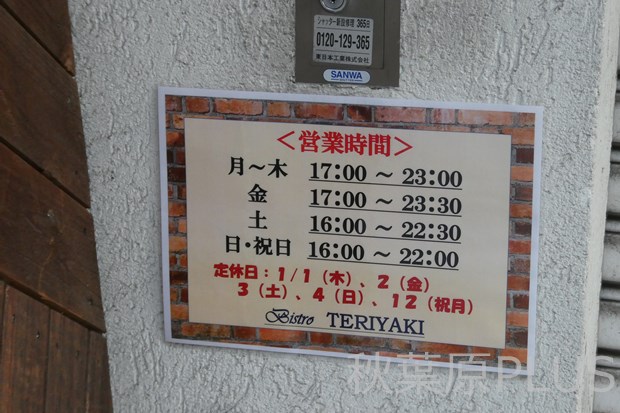 シャッター新設修理 365日
0120-129-365
東日本工業株式会社
SANWA
<営業時間>
月～木 17:00 ～ 23:00
金 17:00 ～ 23:30
土 16:00 ～ 22:30
日・祝日 16:00 ～ 22:00
定休日:1/1(木)、2(金)
3(土)、4(日)、12(祝月)
Bistro TERIYAKI
秋葉原PLUS